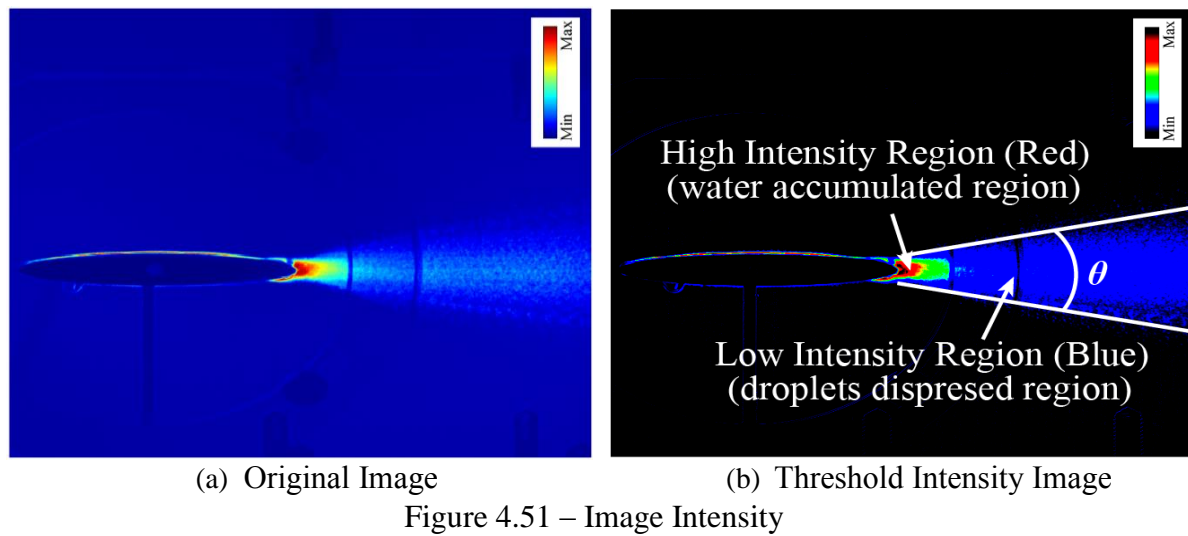 Max
Min
Max
Min
High Intensity Region (Red)
(water accumulated region)
θ
Low Intensity Region (Blue)
(droplets dispresed region)
(a) Original Image
(b) Threshold Intensity Image
Figure 4.51 – Image Intensity